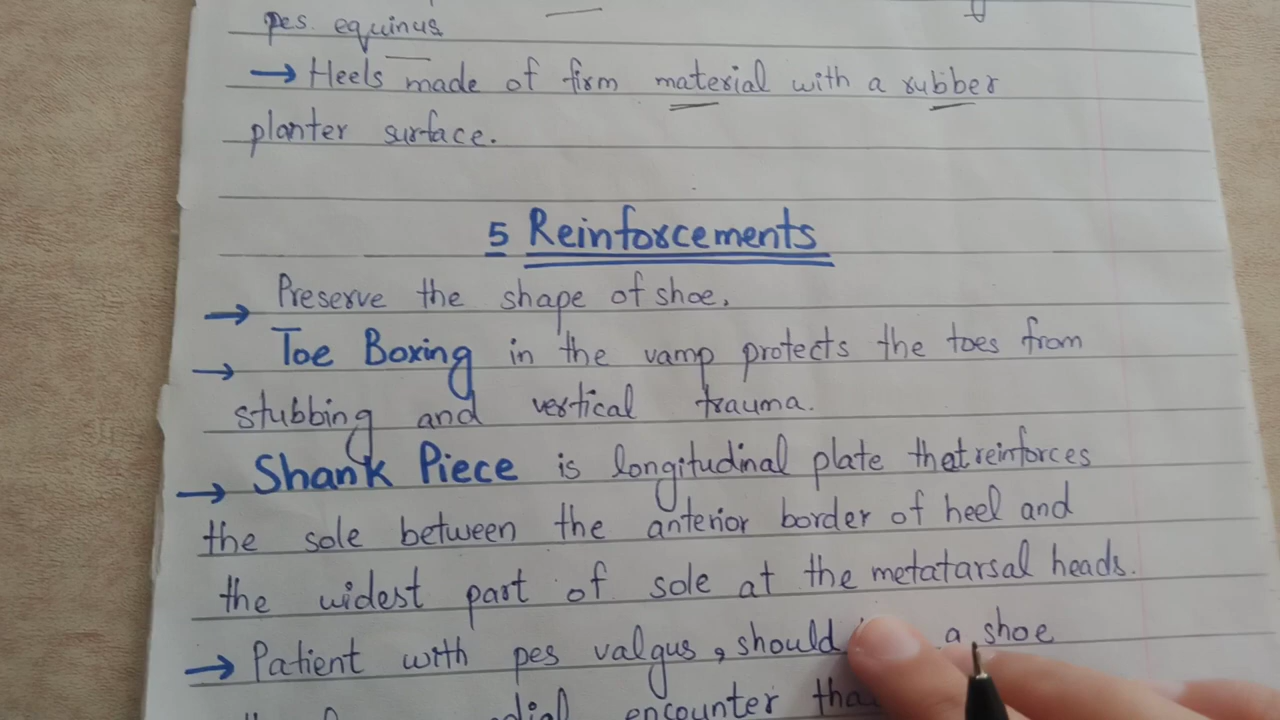 pes. equinus
→ Heels made of firm material with a rubber
planter surface.
5 Reinforcements
→ Preserve the shape of shoe.
→ Toe Boxing in the vamp protects the toes from
stubbing and vertical trauma.
→ Shank Piece is longitudinal plate that reinforces
the sole between the anterior border of heel and
the widest part of sole at the metatarsal heads.
→ Patient with pes valgus, should a shoe
encounter